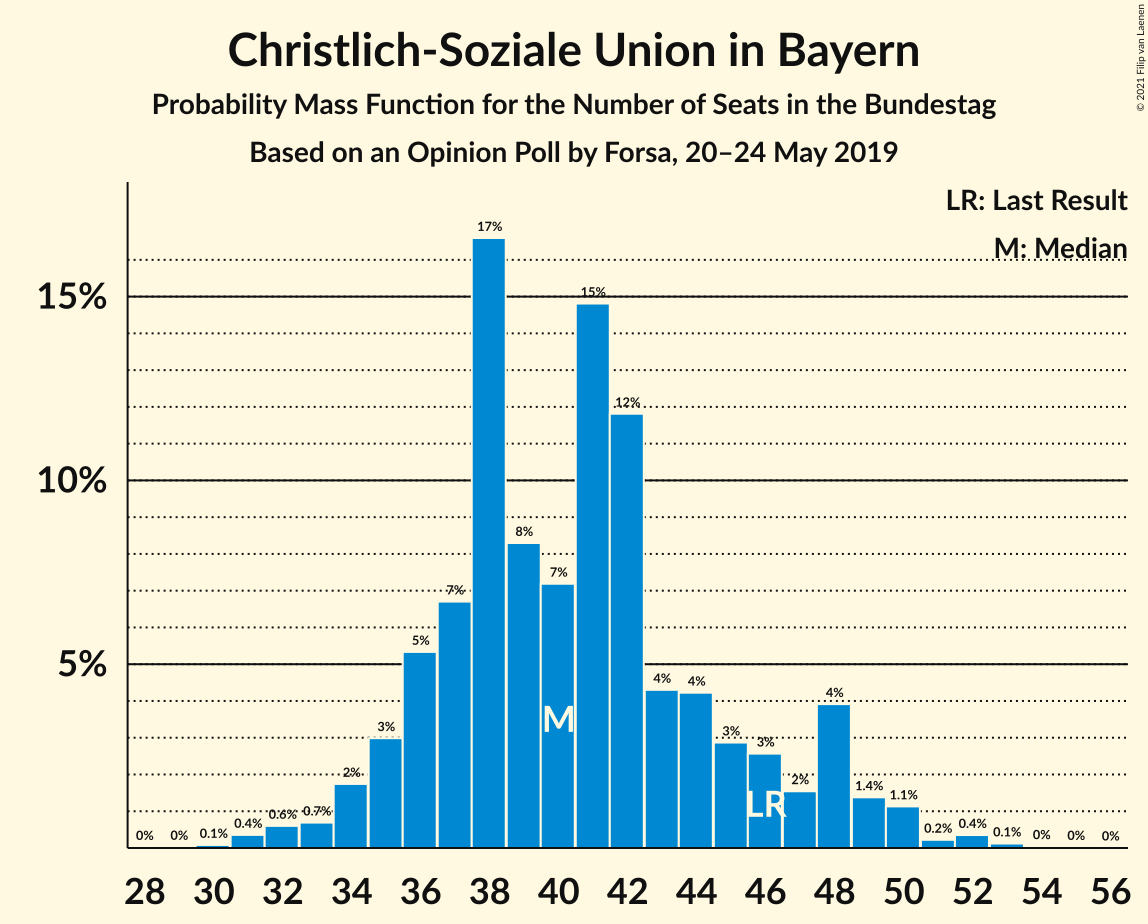 Christlich-Soziale Union in Bayern
Probability Mass Function for the Number of Seats in the Bundestag
Based on an Opinion Poll by Forsa, 20–24 May 2019
© 2021 Filip van Laenen
LR: Last Result
M: Median
15%
10%
5%
0% 0% 0.1% 0.4% 0.6% 0.7% 2% 3% 5% 7% 17% 8% 7% 15% 12% 4% 4% 3% 3% 2% 4% 1.4% 1.1% 0.2% 0.4% 0.1% 0% 0% 0%
M
LR
28 30 32 34 36 38 40 42 44 46 48 50 52 54 56